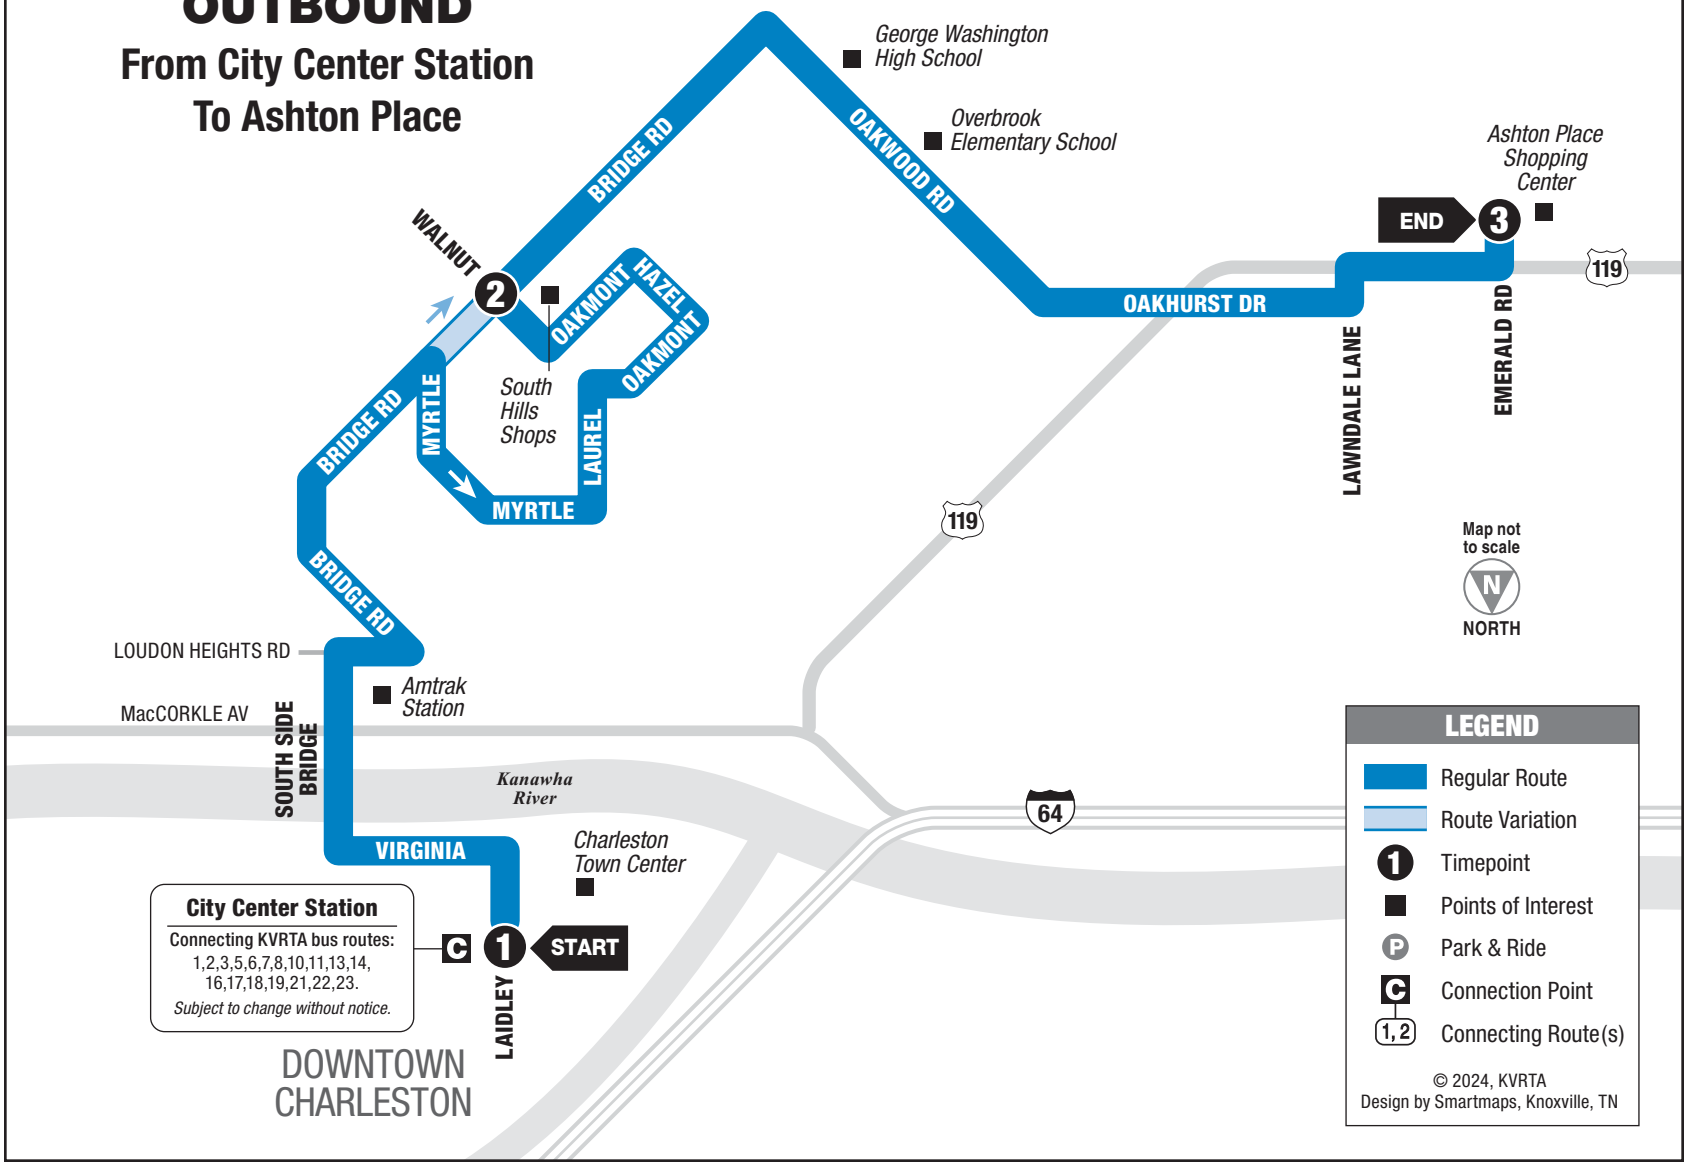 OUTBOUND
From City Center Station
To Ashton Place
George Washington
High School
Overbrook
Elementary School
Ashton Place
Shopping
Center
END
3
119
BRIDGE RD
OAKWOOD RD
WALNUT
2
OAKMONT
HAZEL
OAKMONT
OAKHURST DR
LAWNDALE LANE
EMERALD RD
South
Hills
Shops
BRIDGE RD
MYRTLE
LAUREL
MYRTLE
119
Map not
to scale
N
NORTH
BRIDGE RD
LOUDON HEIGHTS RD
Amtrak
Station
MacCORKLE AV
SOUTH SIDE
BRIDGE
Kanawha
River
64
VIRGINIA
Charleston
Town Center
City Center Station
Connecting KVRTA bus routes:
1,2,3,5,6,7,8,10,11,13,14,
16,17,18,19,21,22,23.
Subject to change without notice.
C
1
START
LAIDLEY
DOWNTOWN
CHARLESTON
LEGEND
Regular Route
Route Variation
1
Timepoint
Points of Interest
P
Park & Ride
C
Connection Point
1, 2
Connecting Route(s)
© 2024, KVRTA
Design by Smartmaps, Knoxville, TN